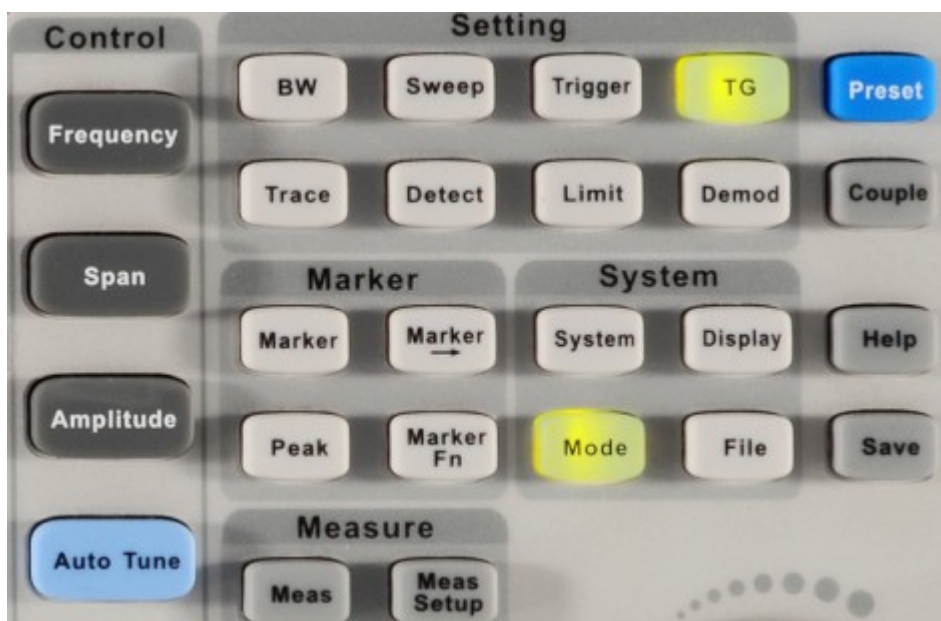 Control
Frequency
Span
Amplitude
Auto Tune
Setting
BW
Sweep
Trigger
TG
Trace
Detect
Limit
Demod
Marker
Marker
Marker
→
Peak
Marker
Fn
System
System
Display
Mode
File
Measure
Meas
Meas
Setup
Preset
Couple
Help
Save